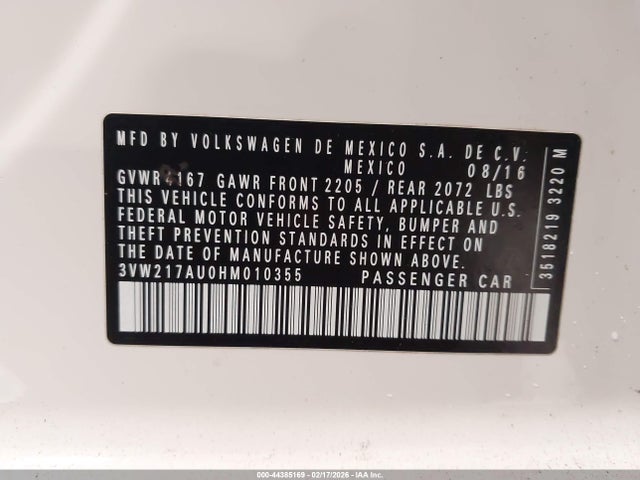 MFD BY VOLKSWAGEN DE MEXICO S.A. DE C.V.
MEXICO 08/16
GVWR 4167 GAWR FRONT 2205 / REAR 2072 LBS
THIS VEHICLE CONFORMS TO ALL APPLICABLE U.S.
FEDERAL MOTOR VEHICLE SAFETY, BUMPER AND
THEFT PREVENTION STANDARDS IN EFFECT ON
THE DATE OF MANUFACTURE SHOWN ABOVE.
3VW217AU0HM010355 PASSENGER CAR
3518219 3220 M
000-44385169 - 02/17/2026 - IAA Inc.